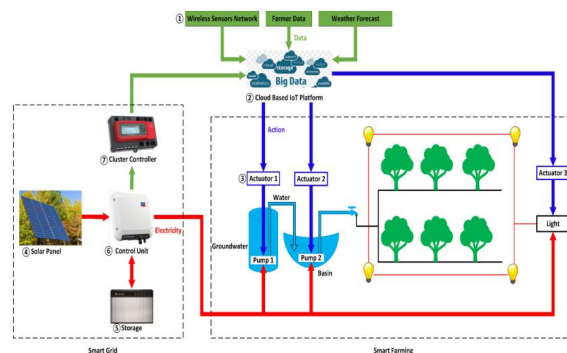 ① Wireless Sensors Network
Farmer Data
Weather Forecast
Data
storage
Big Data
② Cloud Based IoT Platform
Action
⑦ Cluster Controller
③ Actuator 1
Actuator 2
Actuator 3
Water
Groundwater
Electricity
④ Solar Panel
⑥ Control Unit
Pump 1
Pump 2
Basin
Light
⑤ Storage
Smart Grid
Smart Farming